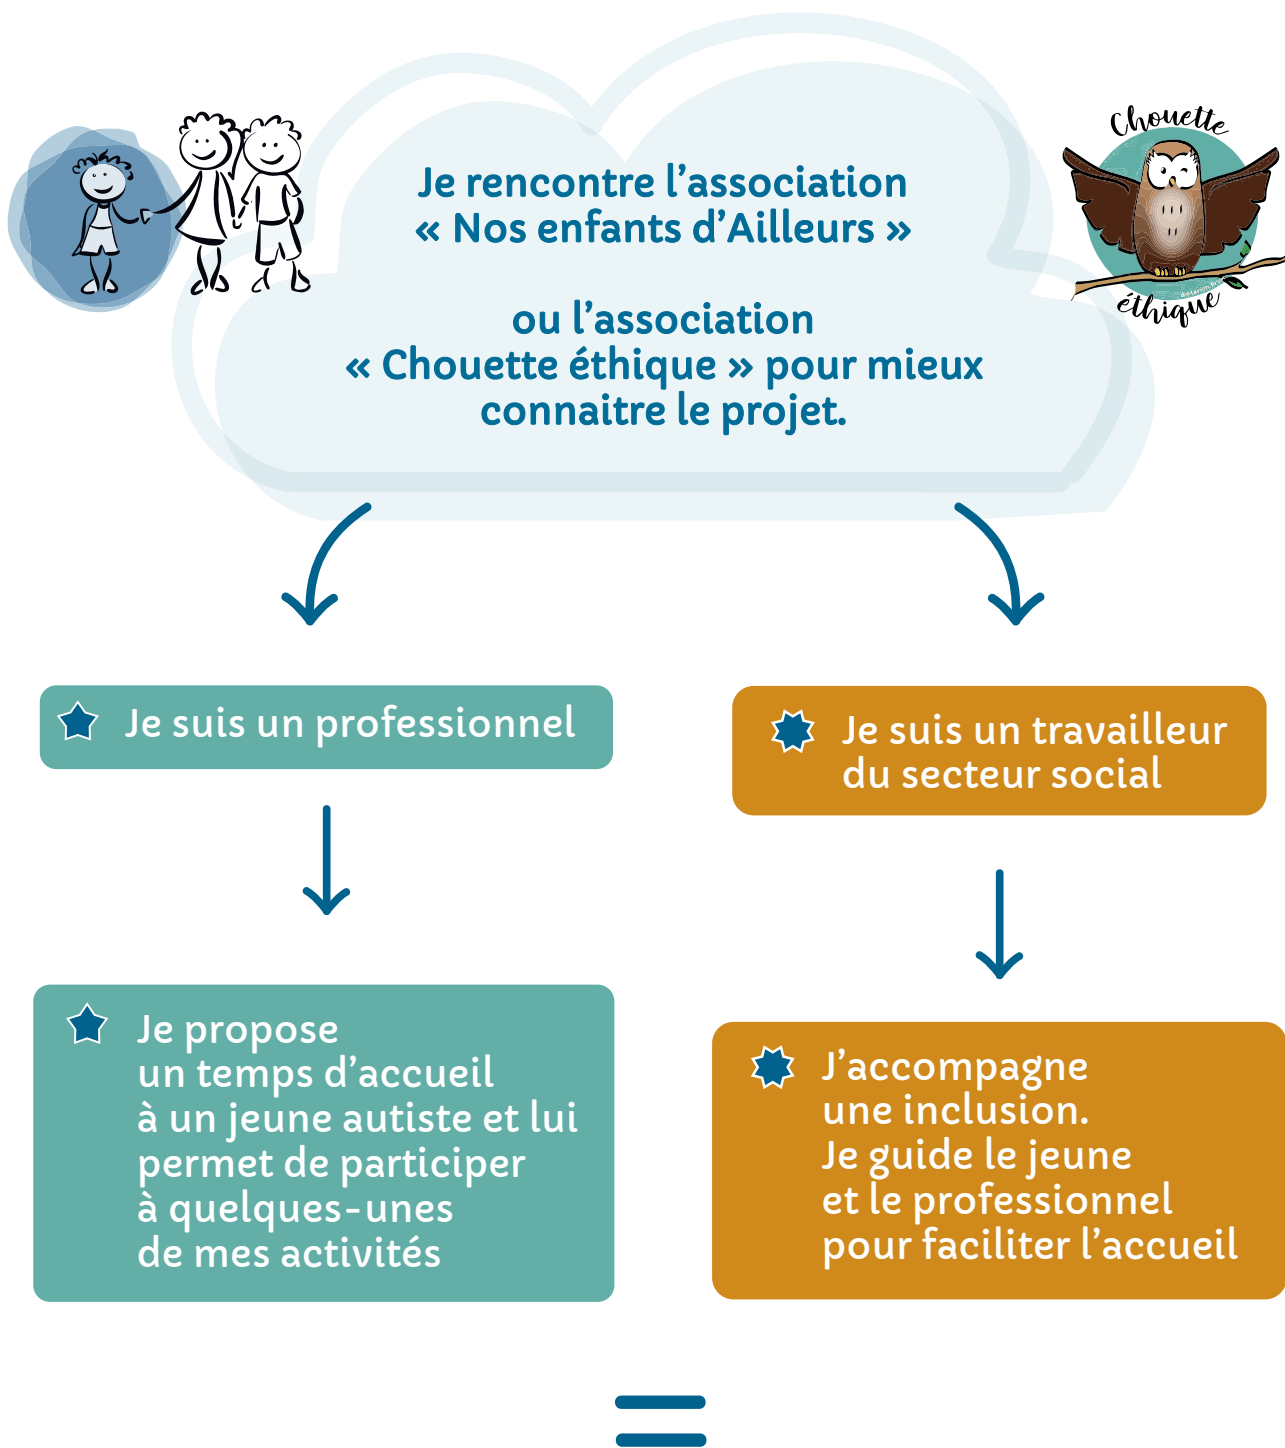 Chouette
éthique
Je rencontre l’association
« Nos enfants d’Ailleurs »
ou l’association
« Chouette éthique » pour mieux
connaitre le projet.
Je suis un professionnel
Je suis un travailleur
du secteur social
Je propose
un temps d’accueil
à un jeune autiste et lui
permet de participer
à quelques-unes
de mes activités
J’accompagne
une inclusion.
Je guide le jeune
et le professionnel
pour faciliter l’accueil
=